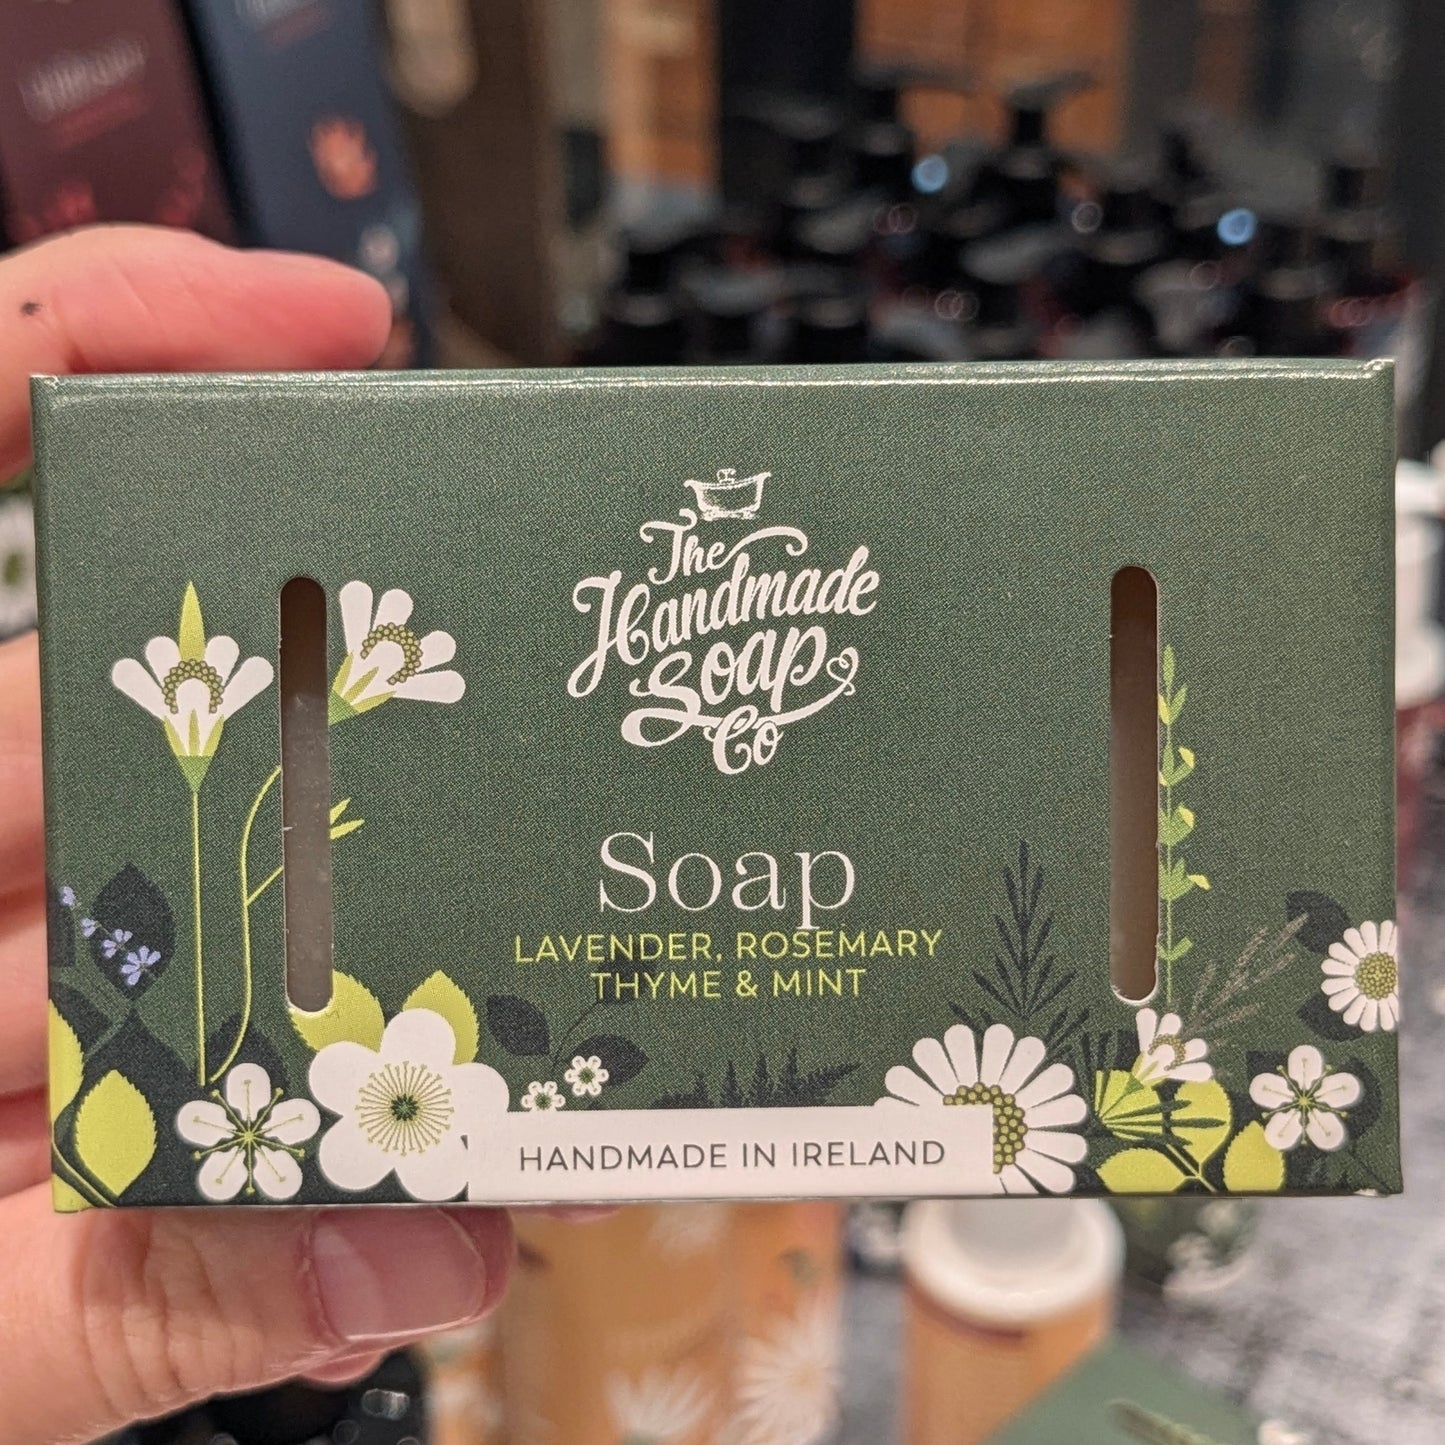 The
Handmade
Soap
Co
Soap
LAVENDER, ROSEMARY
THYME & MINT
HANDMADE IN IRELAND